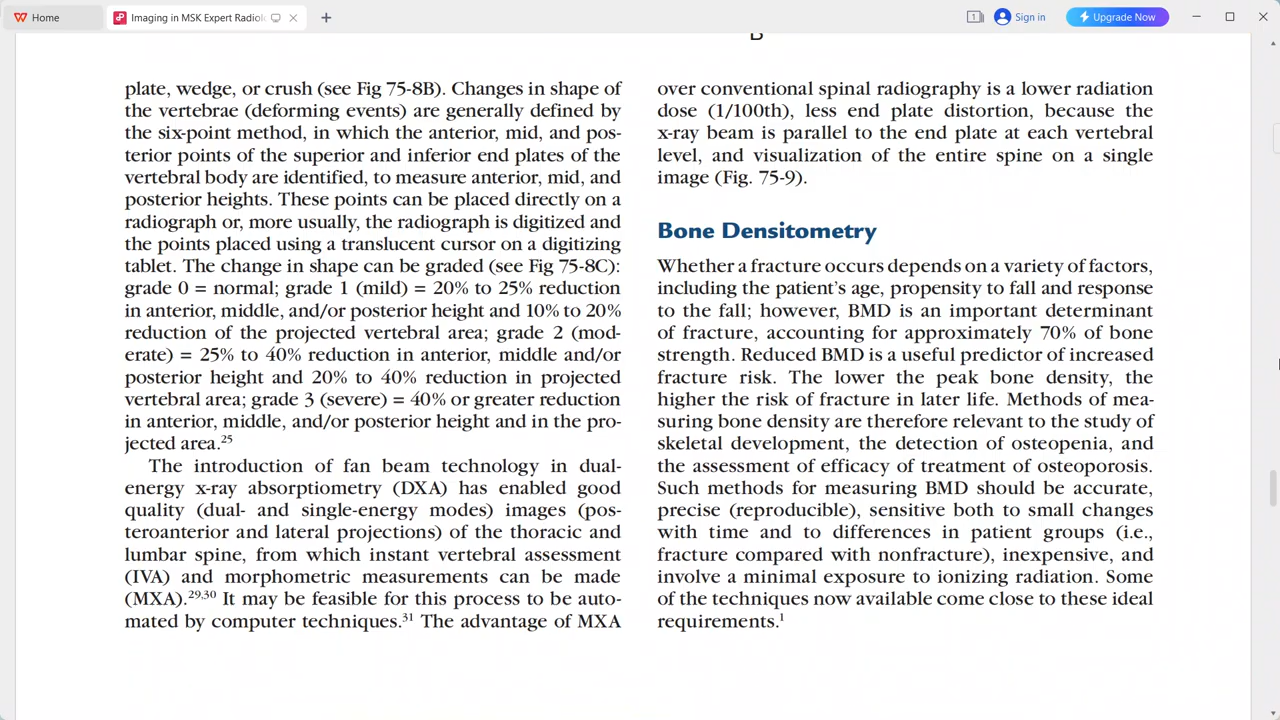 Home
Imaging in MSK Expert Radiol
Sign in
Upgrade Now
plate, wedge, or crush (see Fig 75-8B). Changes in shape of
the vertebrae (deforming events) are generally defined by
the six-point method, in which the anterior, mid, and pos-
terior points of the superior and inferior end plates of the
vertebral body are identified, to measure anterior, mid, and
posterior heights. These points can be placed directly on a
radiograph or, more usually, the radiograph is digitized and
the points placed using a translucent cursor on a digitizing
tablet. The change in shape can be graded (see Fig 75-8C):
grade 0 = normal; grade 1 (mild) = 20% to 25% reduction
in anterior, middle, and/or posterior height and 10% to 20%
reduction of the projected vertebral area; grade 2 (mod-
erate) = 25% to 40% reduction in anterior, middle and/or
posterior height and 20% to 40% reduction in projected
vertebral area; grade 3 (severe) = 40% or greater reduction
in anterior, middle, and/or posterior height and in the pro-
jected area.25
The introduction of fan beam technology in dual-
energy x-ray absorptiometry (DXA) has enabled good
quality (dual- and single-energy modes) images (pos-
teroanterior and lateral projections) of the thoracic and
lumbar spine, from which instant vertebral assessment
(IVA) and morphometric measurements can be made
(MXA).29,30 It may be feasible for this process to be auto-
mated by computer techniques.31 The advantage of MXA
over conventional spinal radiography is a lower radiation
dose (1/100th), less end plate distortion, because the
x-ray beam is parallel to the end plate at each vertebral
level, and visualization of the entire spine on a single
image (Fig. 75-9).
Bone Densitometry
Whether a fracture occurs depends on a variety of factors,
including the patient's age, propensity to fall and response
to the fall; however, BMD is an important determinant
of fracture, accounting for approximately 70% of bone
strength. Reduced BMD is a useful predictor of increased
fracture risk. The lower the peak bone density, the
higher the risk of fracture in later life. Methods of mea-
suring bone density are therefore relevant to the study of
skeletal development, the detection of osteopenia, and
the assessment of efficacy of treatment of osteoporosis.
Such methods for measuring BMD should be accurate,
precise (reproducible), sensitive both to small changes
with time and to differences in patient groups (i.e.,
fracture compared with nonfracture), inexpensive, and
involve a minimal exposure to ionizing radiation. Some
of the techniques now available come close to these ideal
requirements.1